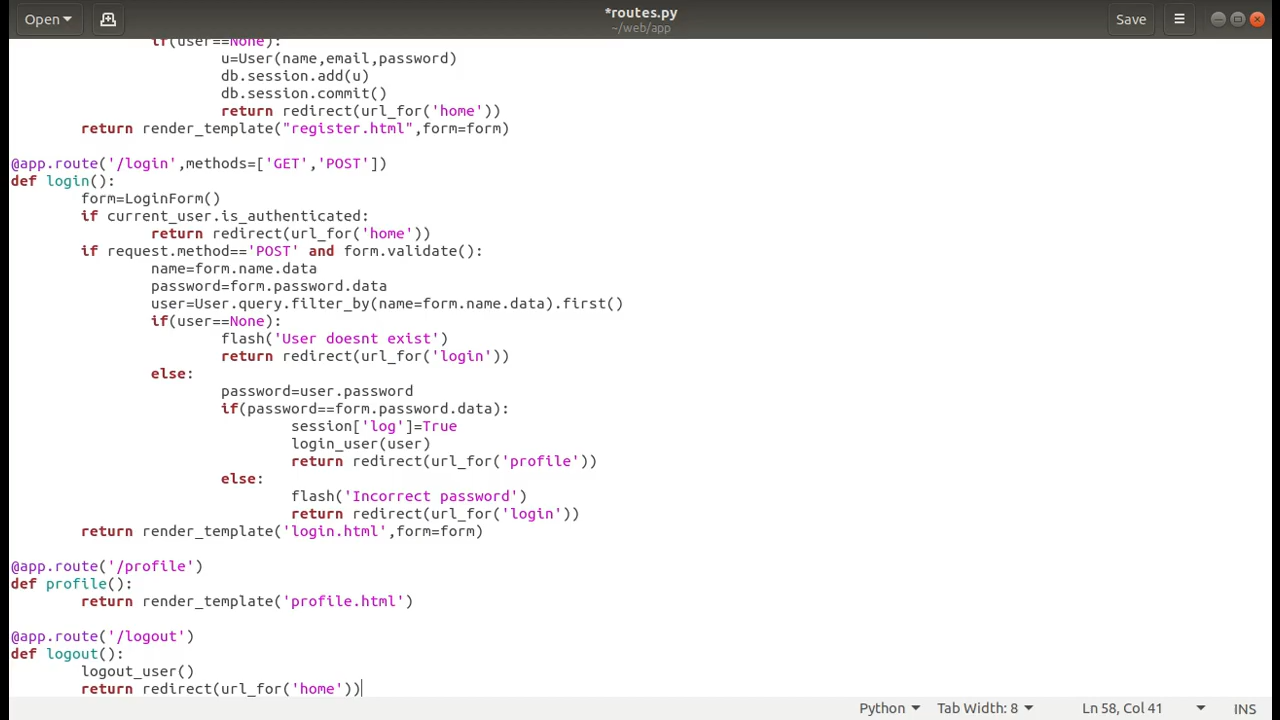 Open
*routes.py
~/web/app
Save
if(user==None):
u=User(name,email,password)
db.session.add(u)
db.session.commit()
return redirect(url_for('home'))
return render_template("register.html",form=form)
@app.route('/login',methods=['GET','POST'])
def login():
form=LoginForm()
if current_user.is_authenticated:
return redirect(url_for('home'))
if request.method=='POST' and form.validate():
name=form.name.data
password=form.password.data
user=User.query.filter_by(name=form.name.data).first()
if(user==None):
flash('User doesnt exist')
return redirect(url_for('login'))
else:
password=user.password
if(password==form.password.data):
session['log']=True
login_user(user)
return redirect(url_for('profile'))
else:
flash('Incorrect password')
return redirect(url_for('login'))
return render_template('login.html',form=form)
@app.route('/profile')
def profile():
return render_template('profile.html')
@app.route('/logout')
def logout():
logout_user()
return redirect(url_for('home'))
Python
Tab Width: 8
Ln 58, Col 41
INS